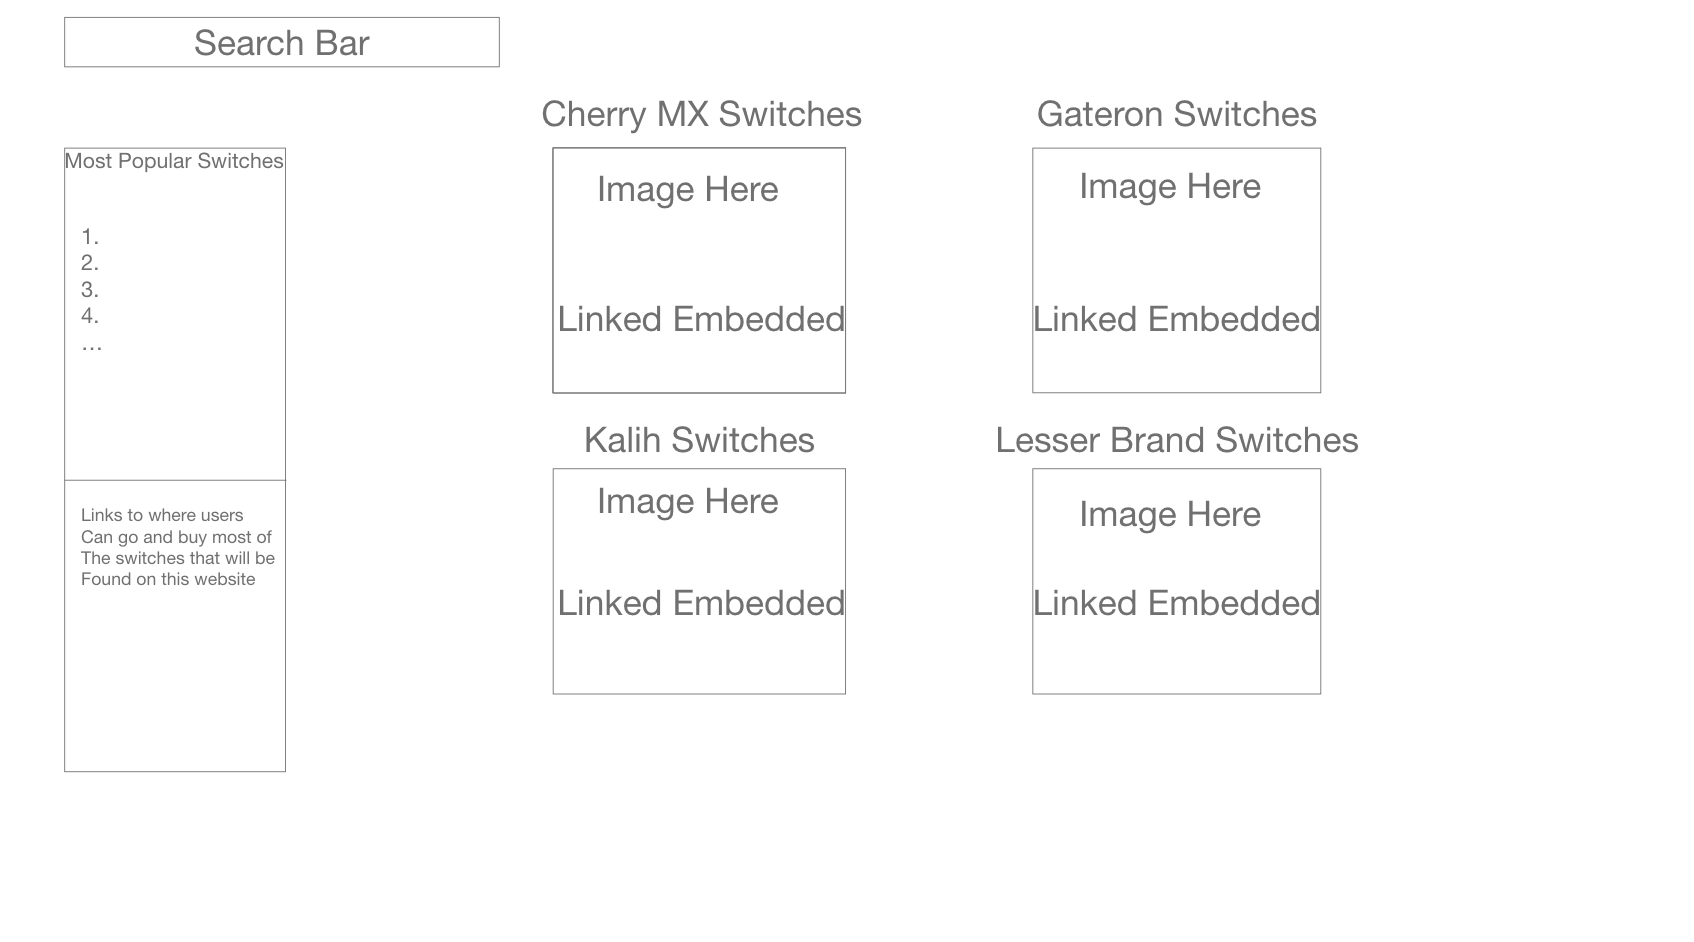 Search Bar
Most Popular Switches
1.
2.
3.
4.
...
Links to where users
Can go and buy most of
The switches that will be
Found on this website
Cherry MX Switches
Image Here
Linked Embedded
Gateron Switches
Image Here
Linked Embedded
Kalih Switches
Image Here
Linked Embedded
Lesser Brand Switches
Image Here
Linked Embedded